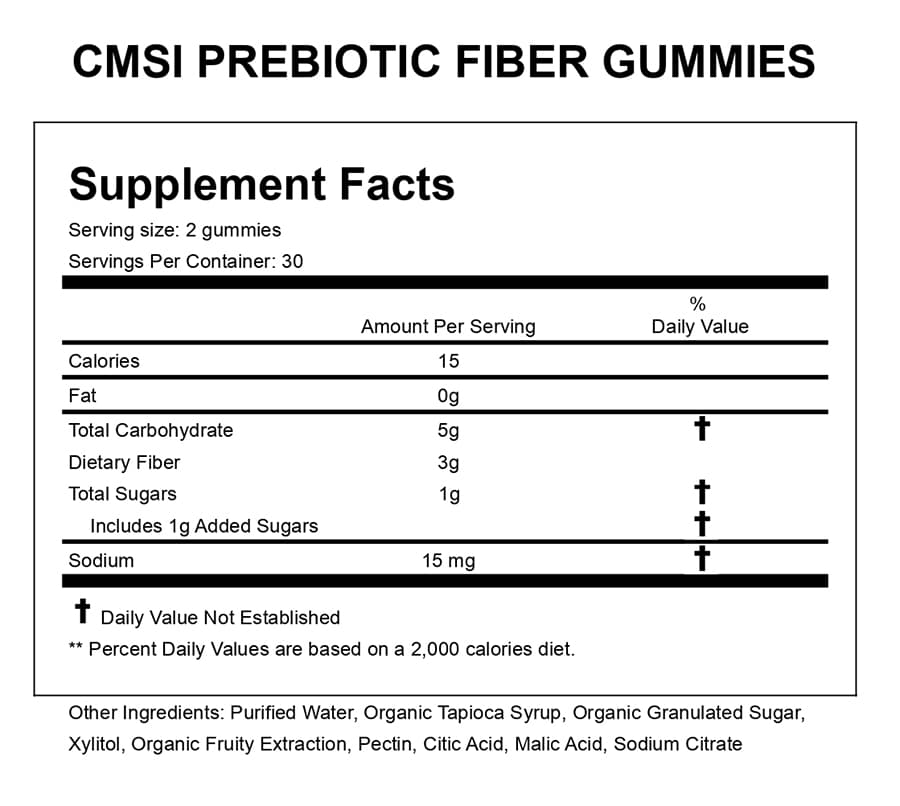 CMSI PREBIOTIC FIBER GUMMIES
Supplement Facts
Serving size: 2 gummies
Servings Per Container: 30
%
Amount Per Serving Daily Value
Calories 15
Fat 0g
Total Carbohydrate 5g †
Dietary Fiber 3g
Total Sugars 1g †
Includes 1g Added Sugars †
Sodium 15 mg †
† Daily Value Not Established
** Percent Daily Values are based on a 2,000 calories diet.
Other Ingredients: Purified Water, Organic Tapioca Syrup, Organic Granulated Sugar,
Xylitol, Organic Fruity Extraction, Pectin, Citic Acid, Malic Acid, Sodium Citrate